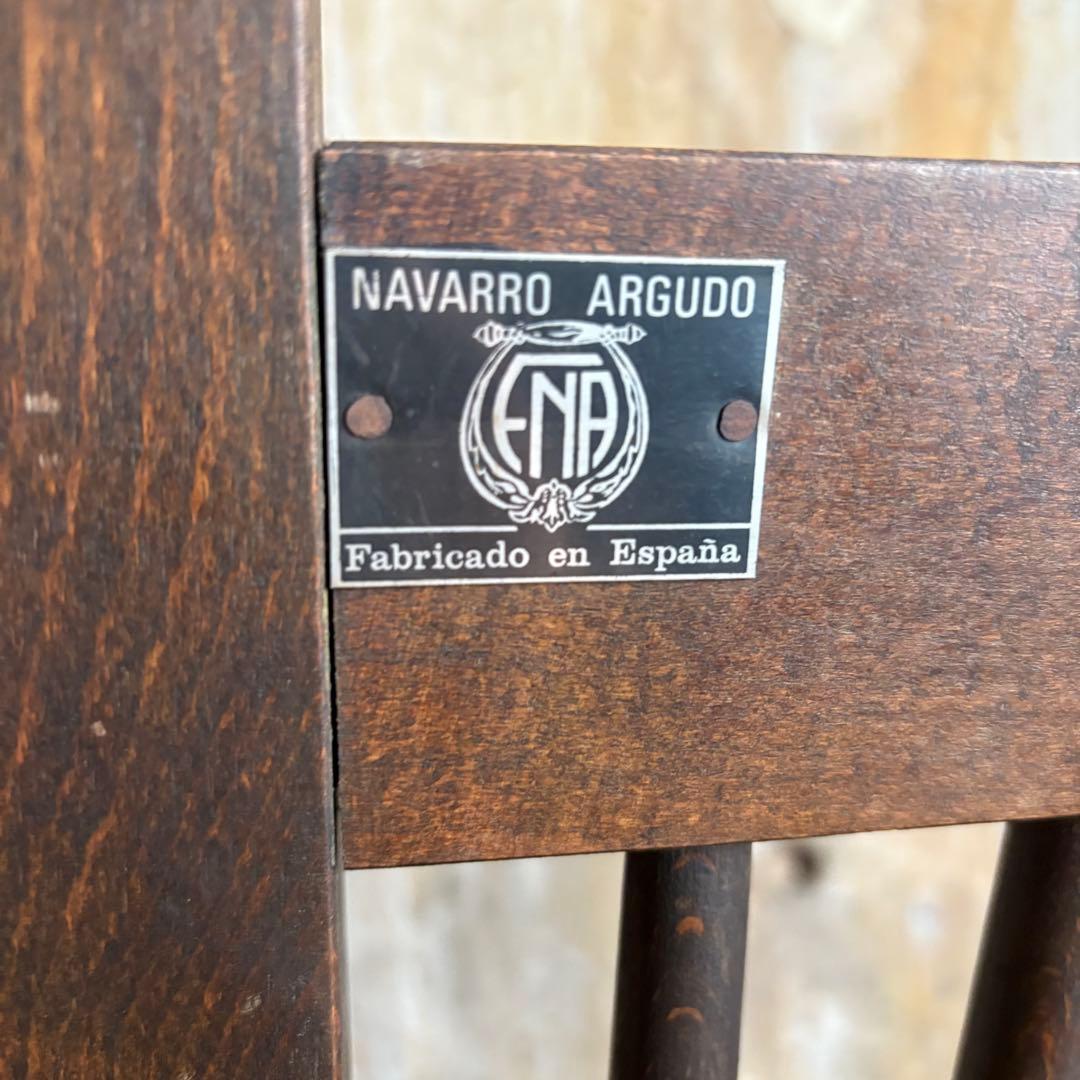 NAVARRO ARGUDO
ENA
Fabricado en España